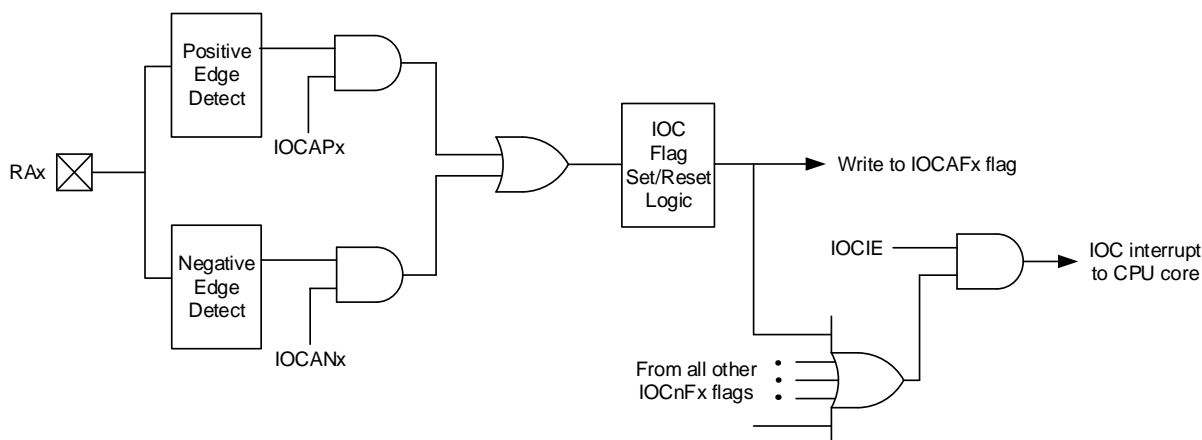 Positive
Edge
Detect
IOCAPx
RAx
Negative
Edge
Detect
IOCANx
IOC
Flag
Set/Reset
Logic
Write to IOCAFx flag
IOCIE
IOC interrupt
to CPU core
From all other
IOCnFx flags